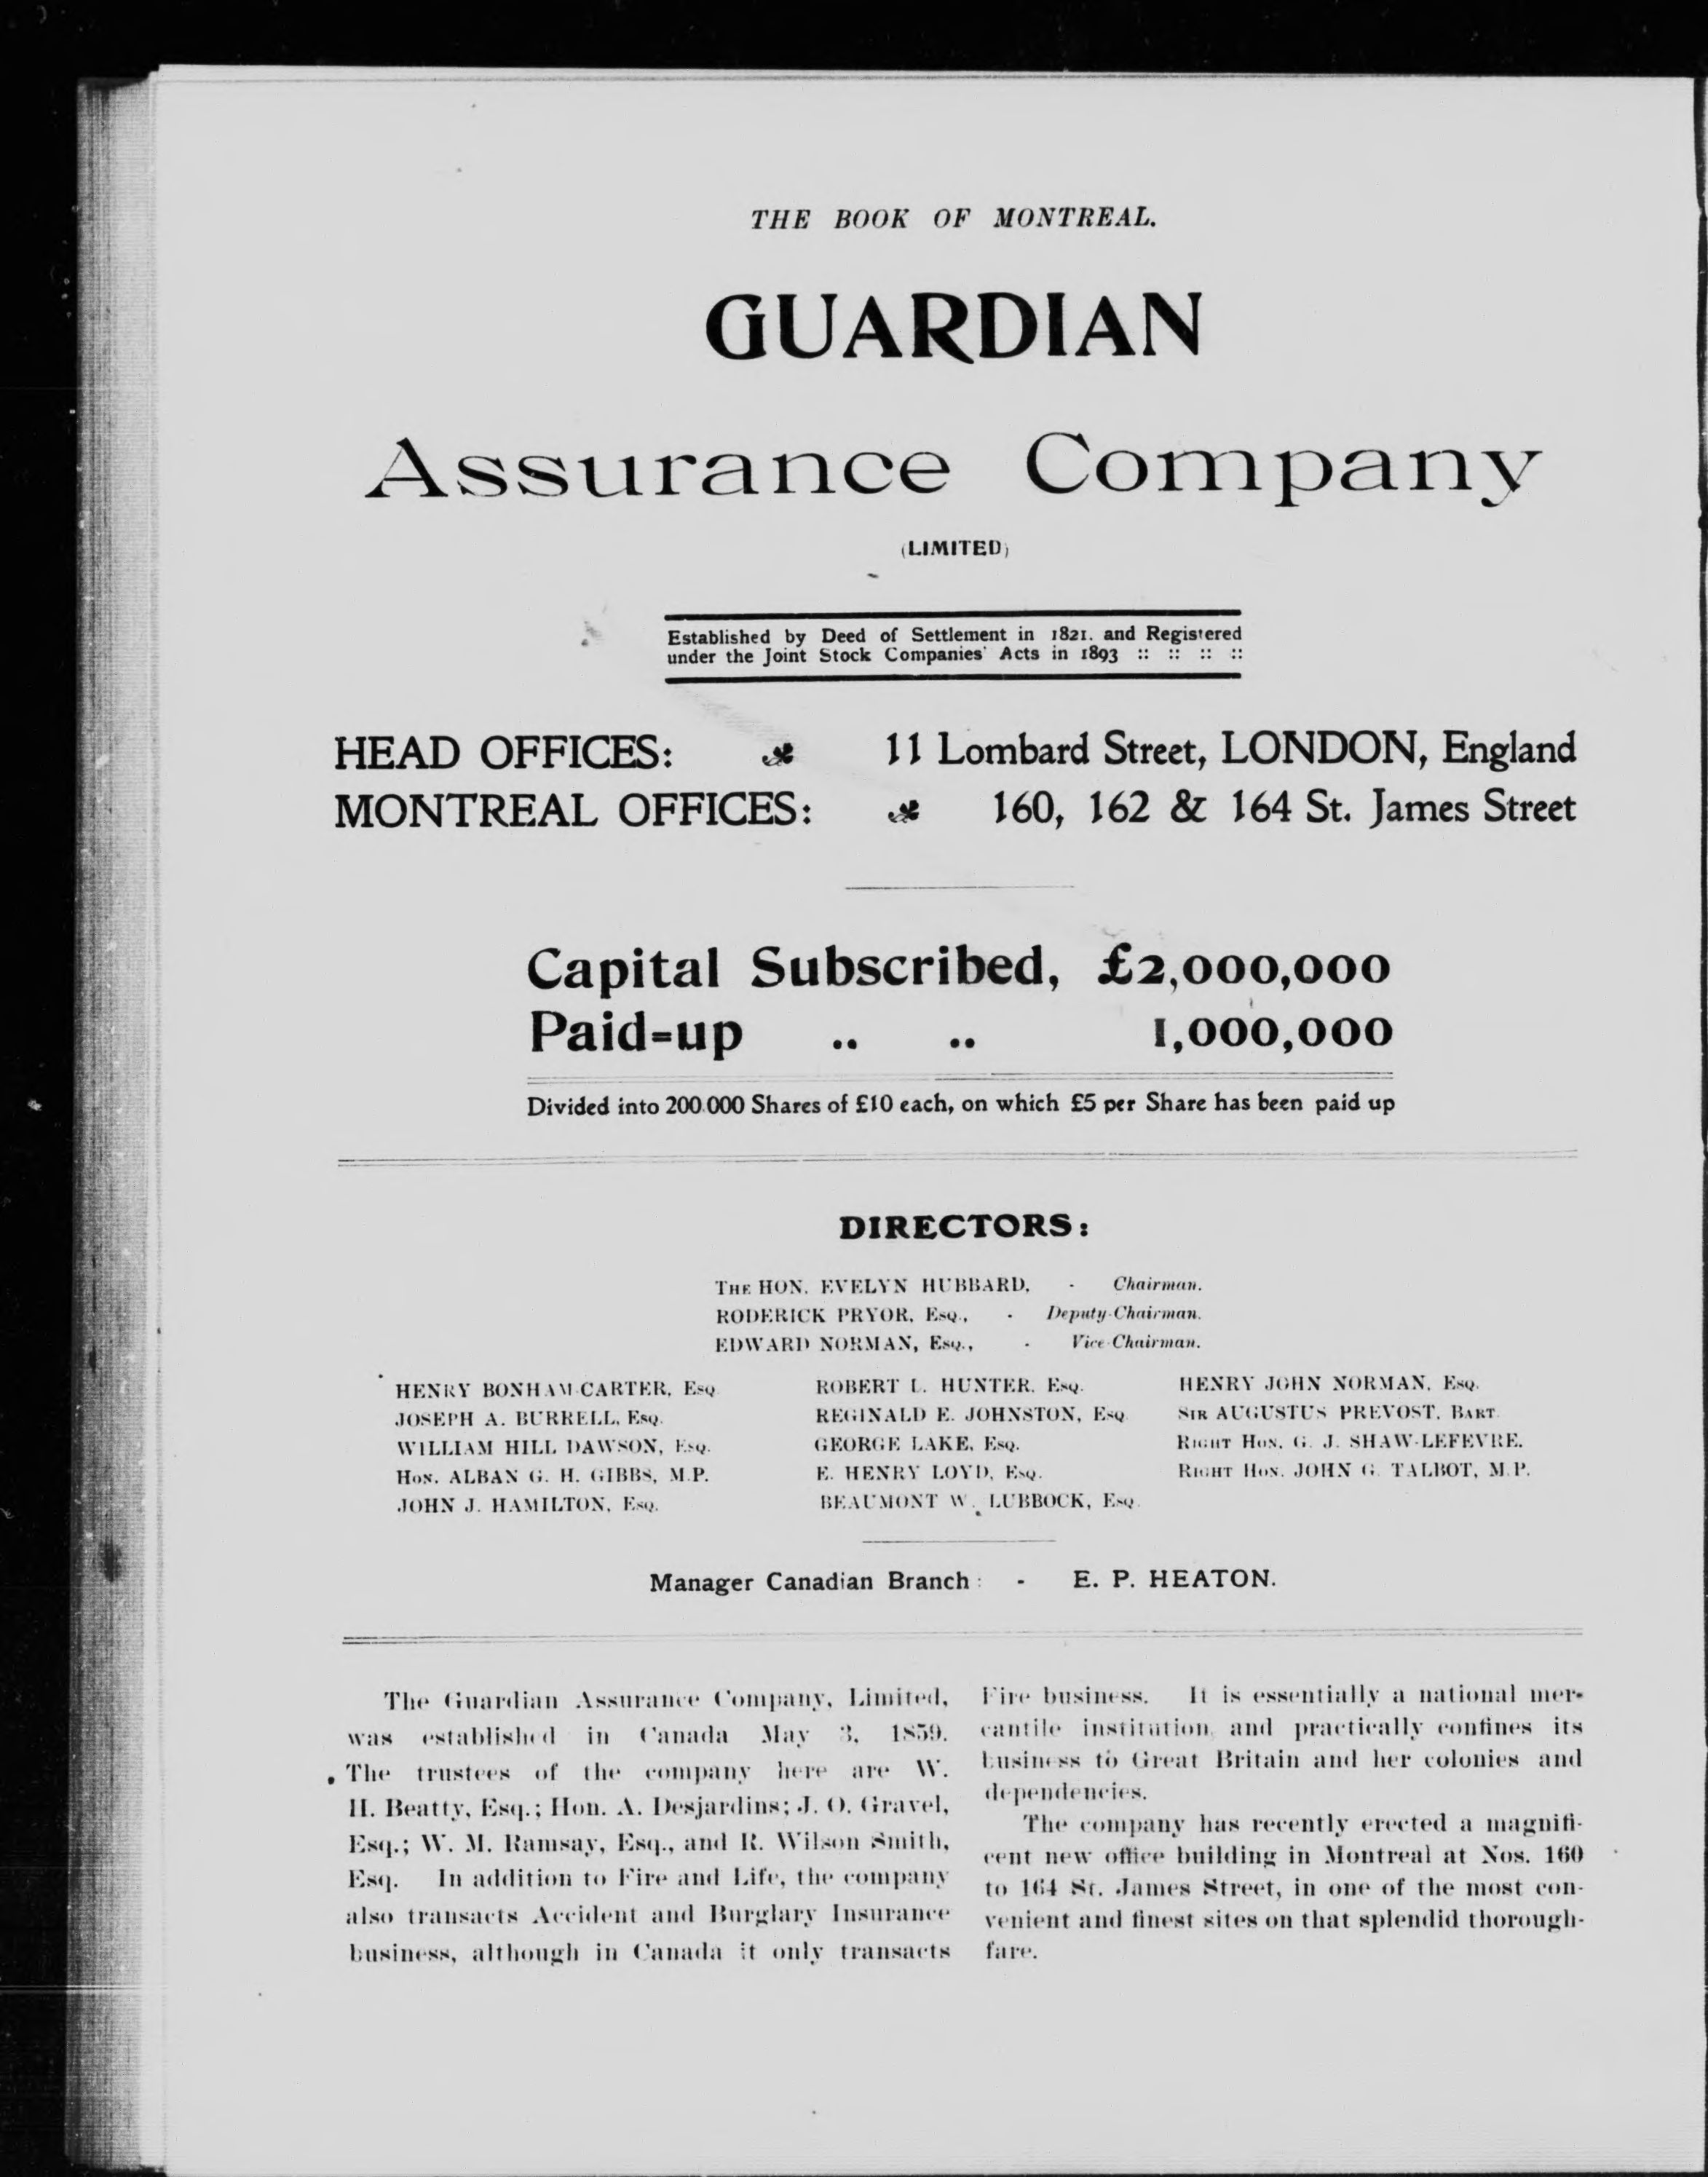 THE BOOK OF MONTREAL.
GUARDIAN
Assurance Company
(LIMITED)
Established by Deed of Settlement in 1821. and Registered
under the Joint Stock Companies' Acts in 1893 :: :: :: ::
HEAD OFFICES: 11 Lombard Street, LONDON, England
MONTREAL OFFICES: 160, 162 & 164 St. James Street
Capital Subscribed, £2,000,000
Paid=up .. .. 1,000,000
Divided into 200.000 Shares of £10 each, on which £5 per Share has been paid up
DIRECTORS:
THE HON. EVELYN HUBBARD, - Chairman.
RODERICK PRYOR, Esq., - Deputy-Chairman.
EDWARD NORMAN, Esq., - Vice-Chairman.
HENRY BONHAM-CARTER, Esq
JOSEPH A. BURRELL, Esq.
WILLIAM HILL DAWSON, Esq.
Hon. ALBAN G. H. GIBBS, M.P.
JOHN J. HAMILTON, Esq.
ROBERT L. HUNTER, Esq.
REGINALD E. JOHNSTON, Esq
GEORGE LAKE, Esq.
E. HENRY LOYD, Esq.
BEAUMONT W. LUBBOCK, Esq.
HENRY JOHN NORMAN, Esq.
Sir AUGUSTUS PREVOST, Bart.
Right Hon. G. J. SHAW-LEFEVRE.
Right Hon. JOHN G. TALBOT, M.P.
Manager Canadian Branch: - E. P. HEATON.
The Guardian Assurance Company, Limited,
was established in Canada May 3, 1859.
The trustees of the company here are W.
H. Beatty, Esq.; Hon. A. Desjardins; J. O. Gravel,
Esq.; W. M. Ramsay, Esq., and R. Wilson Smith,
Esq. In addition to Fire and Life, the company
also transacts Accident and Burglary Insurance
business, although in Canada it only transacts
Fire business. It is essentially a national mer-
cantile institution and practically confines its
business to Great Britain and her colonies and
dependencies.
The company has recently erected a magnifi-
cent new office building in Montreal at Nos. 160
to 164 St. James Street, in one of the most con-
venient and finest sites on that splendid thorough-
fare.